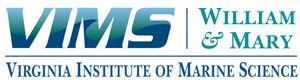 VIMS
WILLIAM
& MARY
VIRGINIA INSTITUTE OF MARINE SCIENCE